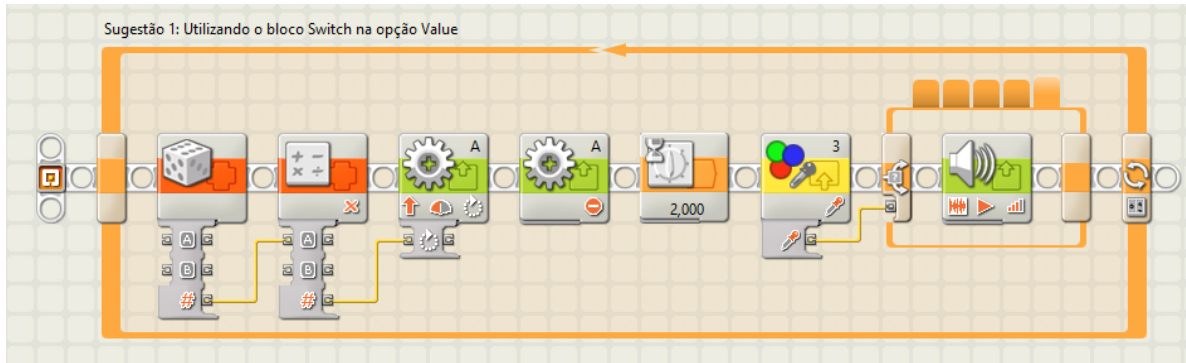 Sugestão 1: Utilizando o bloco Switch na opção Value
A
A
3
2,000
A
B
#
A
B
#